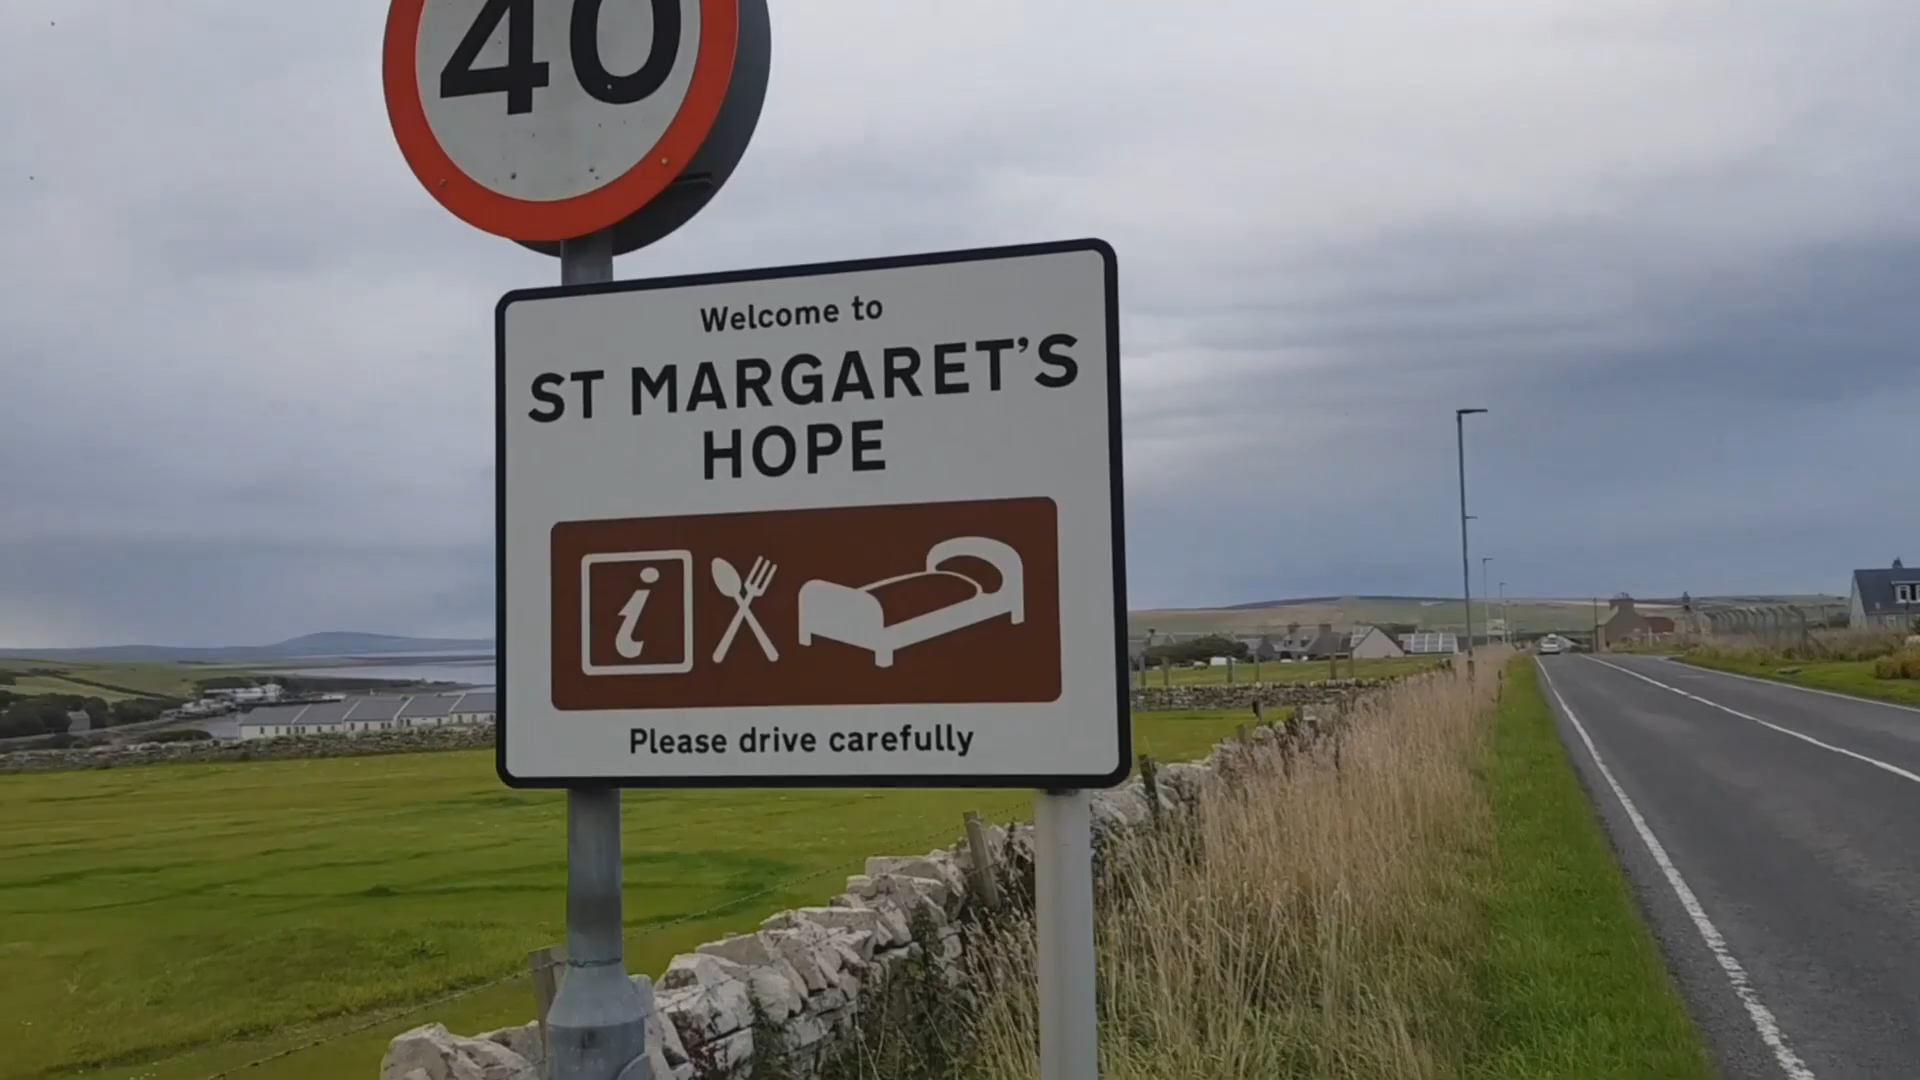 40
Welcome to
ST MARGARET'S
HOPE
i
Please drive carefully